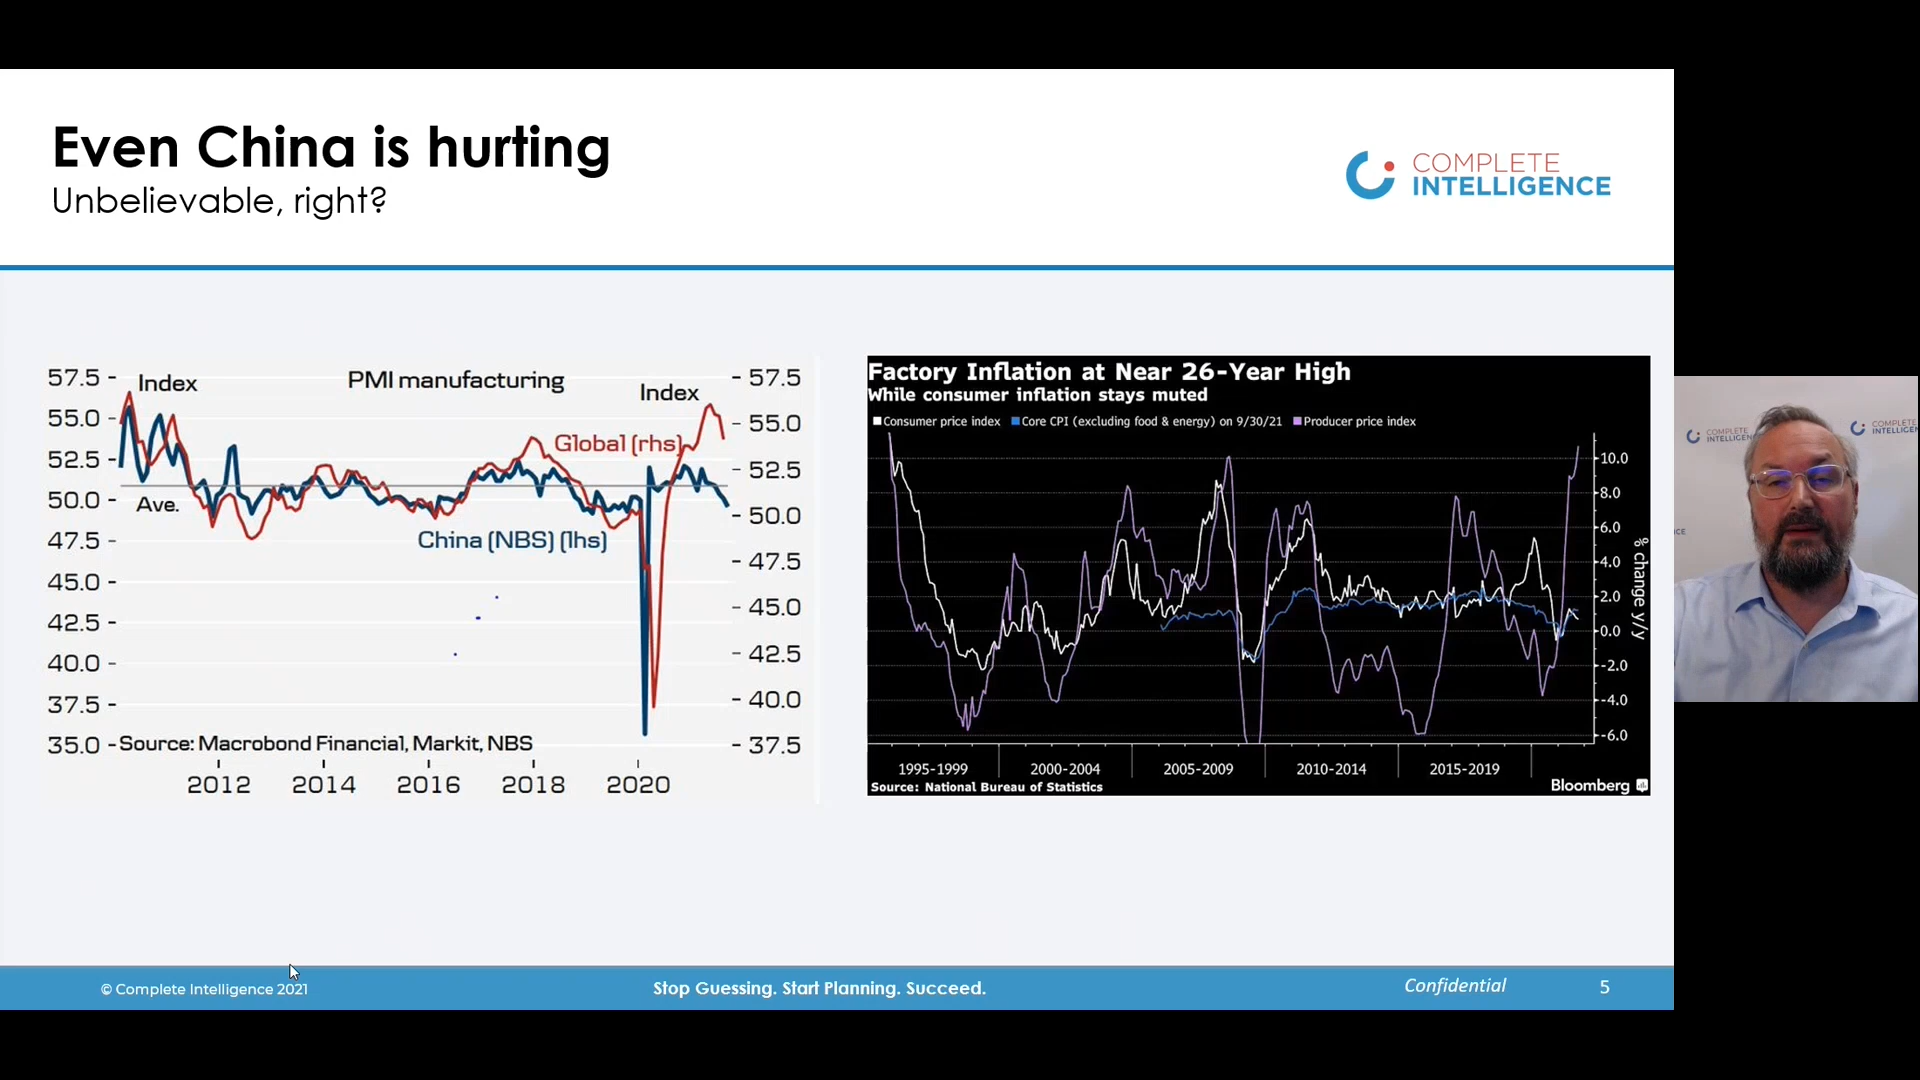 Even China is hurting
Unbelievable, right?
COMPLETE
INTELLIGENCE
57.5
55.0
52.5
50.0
47.5
45.0
42.5
40.0
37.5
35.0
Index
PMI manufacturing
Index
Global (rhs)
Ave.
China (NBS) (lhs)
Source: Macrobond Financial, Markit, NBS
57.5
55.0
52.5
50.0
47.5
45.0
42.5
40.0
37.5
2012 2014 2016 2018 2020
Factory Inflation at Near 26-Year High
While consumer inflation stays muted
Consumer price index Core CPI (excluding food & energy) on 9/30/21 Producer price index
10.0
8.0
6.0
4.0
2.0
0.0
-2.0
-4.0
-6.0
% change y/y
1995-1999 2000-2004 2005-2009 2010-2014 2015-2019
Source: National Bureau of Statistics
Bloomberg
© Complete Intelligence 2021
Stop Guessing. Start Planning. Succeed.
Confidential
5
COMPLETE
COMPLETE